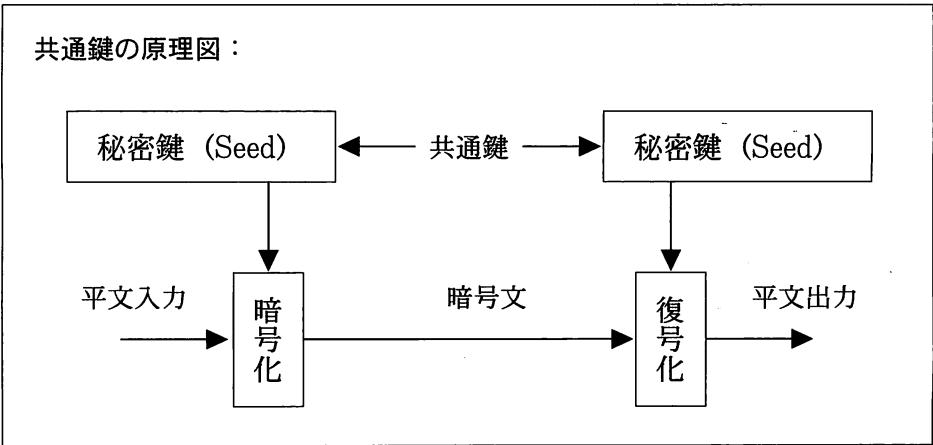 共通鍵の原理図：
秘密鍵 (Seed)
共通鍵
秘密鍵 (Seed)
平文入力
暗号化
暗号文
復号化
平文出力